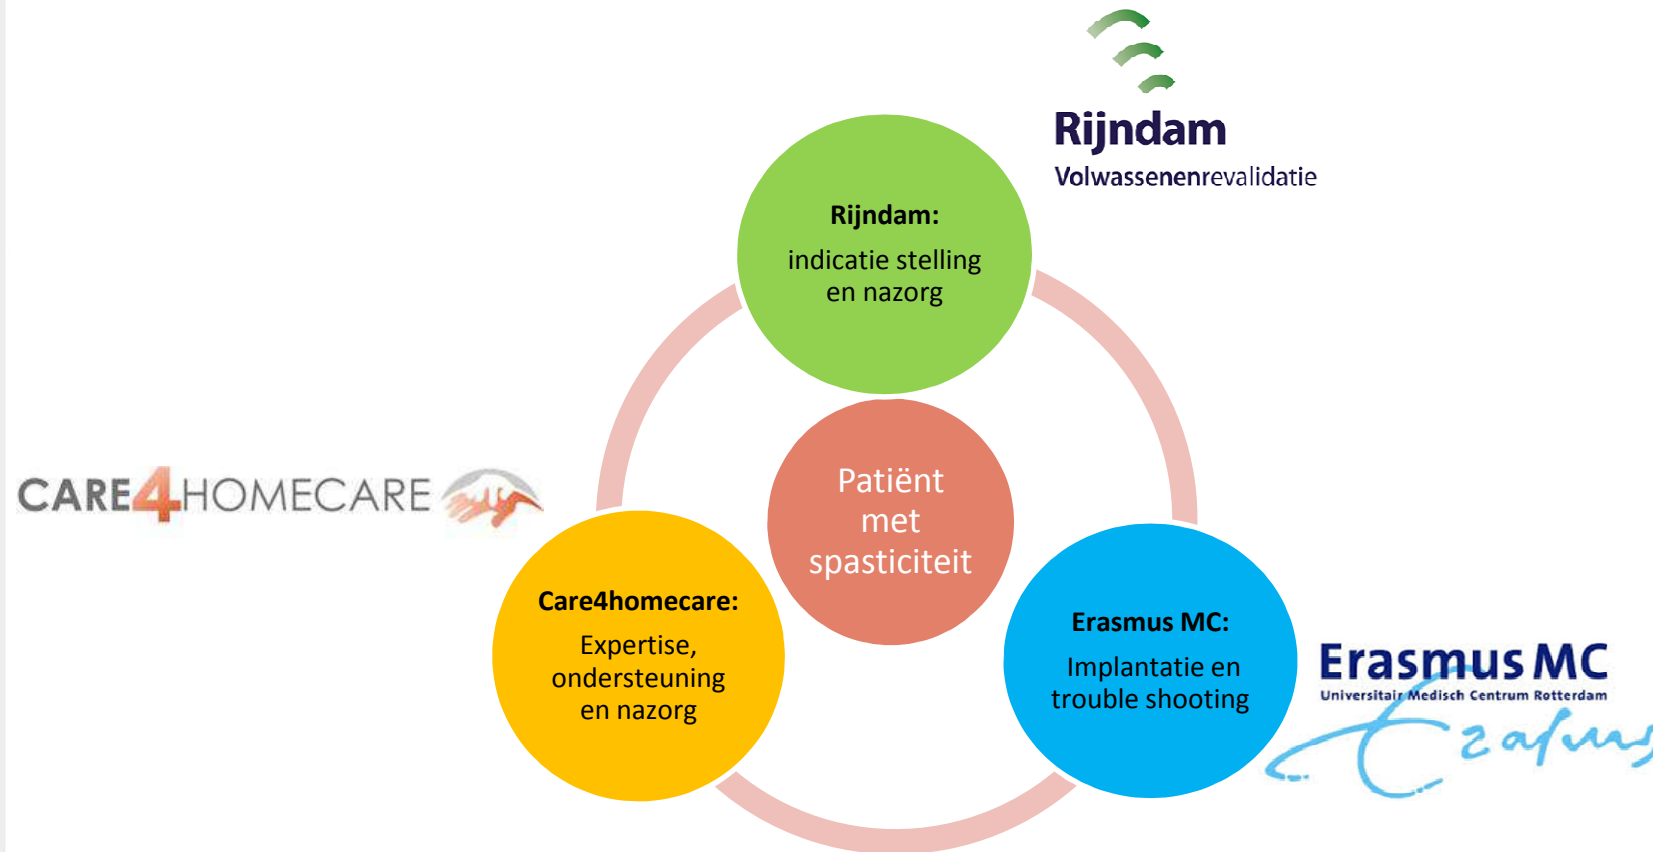 Rijndam
Volwassenenrevalidatie
Rijndam:
indicatie stelling
en nazorg
CARE4HOMECARE
Patiënt
met
spasticiteit
Care4homecare:
Expertise,
ondersteuning
en nazorg
Erasmus MC:
Implantatie en
trouble shooting
Erasmus MC
Universitair Medisch Centrum Rotterdam
Erasmus